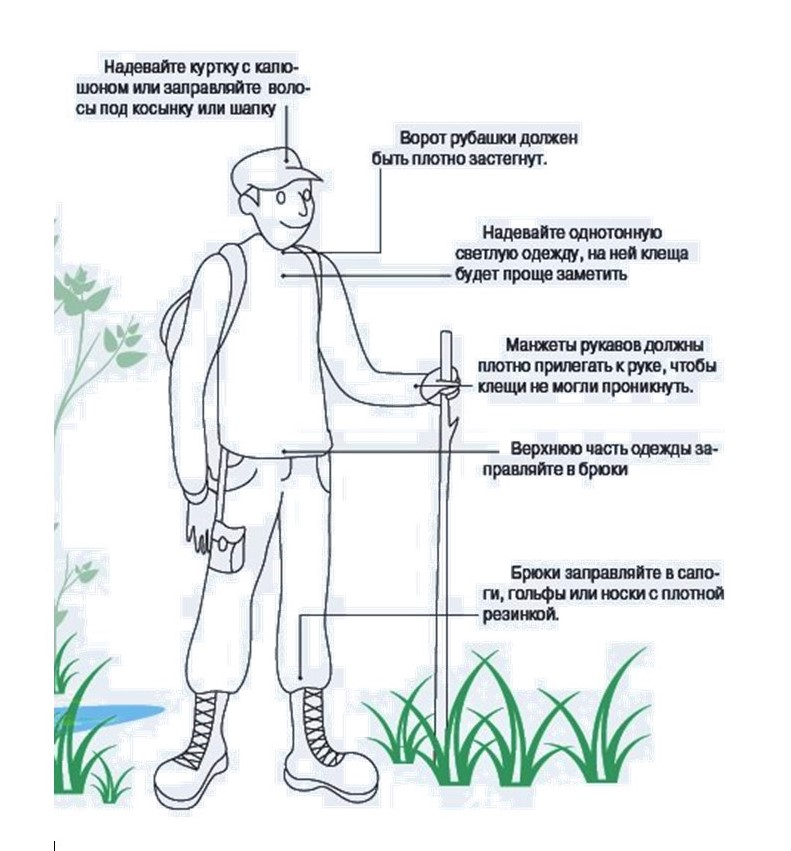 Надевайте куртку с капю-
шоном или заправляйте воло-
сы под косынку или шапку
Ворот рубашки должен
быть плотно застегнут.
Надевайте однотонную
светлую одежду, на ней клеща
будет проще заметить
Манжеты рукавов должны
плотно прилегать к руке, чтобы
клещи не могли проникнуть.
Верхнюю часть одежды за-
правляйте в брюки
Брюки заправляйте в сапо-
ги, гольфы или носки с плотной
резинкой.